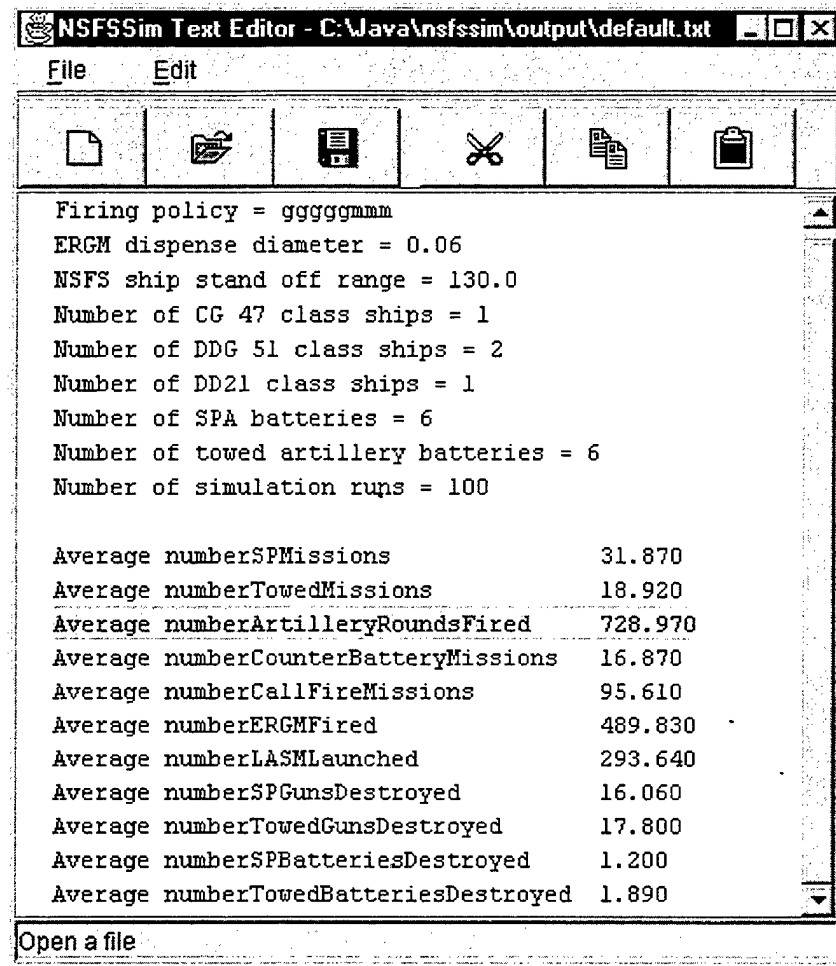 NSFSSim Text Editor - C:\Java\nsfssim\output\default.txt
File Edit
Firing policy = gggggmmm
ERGM dispense diameter = 0.06
NSFS ship stand off range = 130.0
Number of CG 47 class ships = 1
Number of DDG 51 class ships = 2
Number of DD21 class ships = 1
Number of SPA batteries = 6
Number of towed artillery batteries = 6
Number of simulation runs = 100
Average numberSPMissions 31.870
Average numberTowedMissions 18.920
Average numberArtilleryRoundsFired 728.970
Average numberCounterBatteryMissions 16.870
Average numberCallFireMissions 95.610
Average numberERGMFired 489.830
Average numberLASMLaunched 293.640
Average numberSPGunsDestroyed 16.060
Average numberTowedGunsDestroyed 17.800
Average numberSPBatteriesDestroyed 1.200
Average numberTowedBatteriesDestroyed 1.890
Open a file